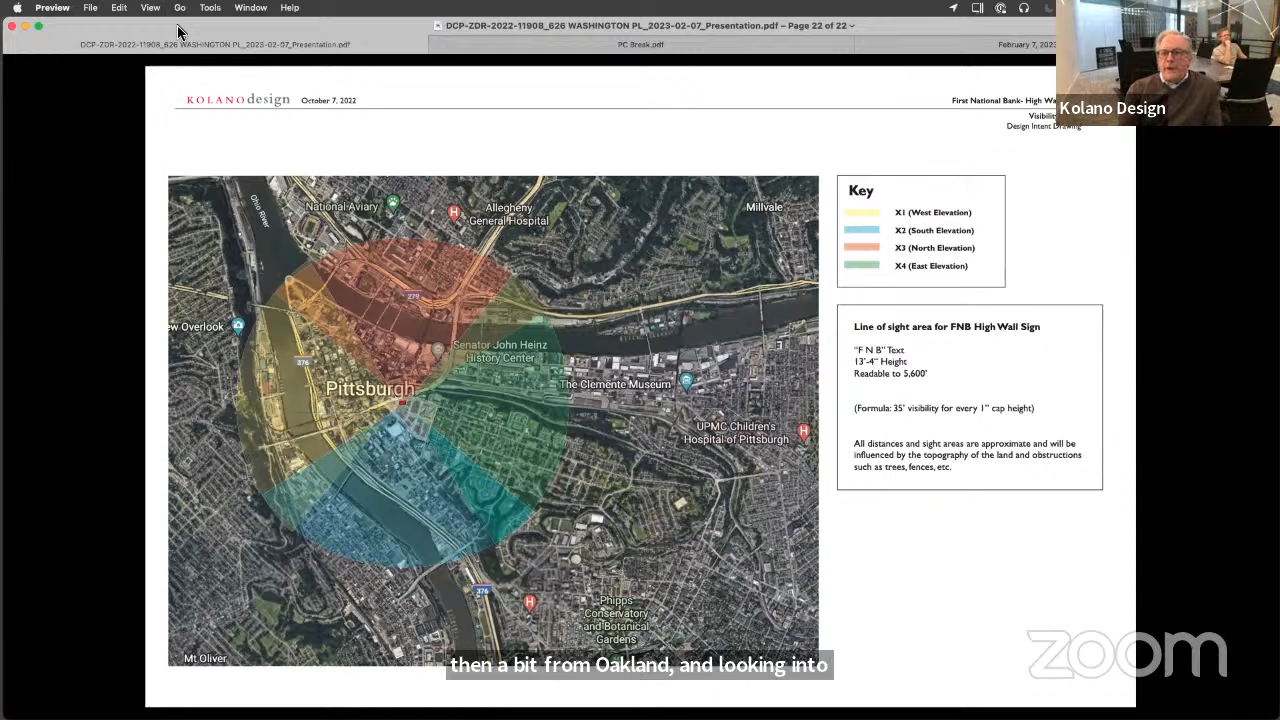 Preview File Edit View Go Tools Window Help
DCP-ZDR-2022-11908_626 WASHINGTON PL_2023-02-07_Presentation.pdf – Page 22 of 22
DCP-ZDR-2022-11908_626 WASHINGTON PL_2023-02-07_Presentation.pdf
PC Break.pdf
February 7, 2023
Kolano Design
KOLANO design October 7, 2022
First National Bank- High Wa
Visibility
Design Intent Drawing
Ohio River
National Aviary
Allegheny
General Hospital
Millvale
279
ew Overlook
376
Senator John Heinz
History Center
Pittsburgh
The Clemente Museum
UPMC Children's
Hospital of Pittsburgh
376
Phipps
Conservatory
and Botanical
Gardens
Mt Oliver
Key
X1 (West Elevation)
X2 (South Elevation)
X3 (North Elevation)
X4 (East Elevation)
Line of sight area for FNB High Wall Sign
"F N B" Text
13'-4" Height
Readable to 5,600'
(Formula: 35' visibility for every 1" cap height)
All distances and sight areas are approximate and will be
influenced by the topography of the land and obstructions
such as trees, fences, etc.
then a bit from Oakland, and looking into
zoom